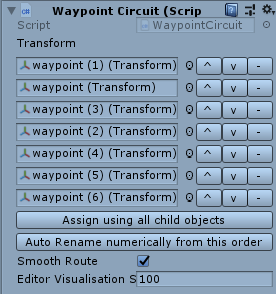 Waypoint Circuit (Scrip
Script WaypointCircuit
Transform
waypoint (1) (Transform) ^ v -
waypoint (Transform) ^ v -
waypoint (3) (Transform) ^ v -
waypoint (2) (Transform) ^ v -
waypoint (4) (Transform) ^ v -
waypoint (5) (Transform) ^ v -
waypoint (6) (Transform) ^ v -
Assign using all child objects
Auto Rename numerically from this order
Smooth Route
Editor Visualisation S 100